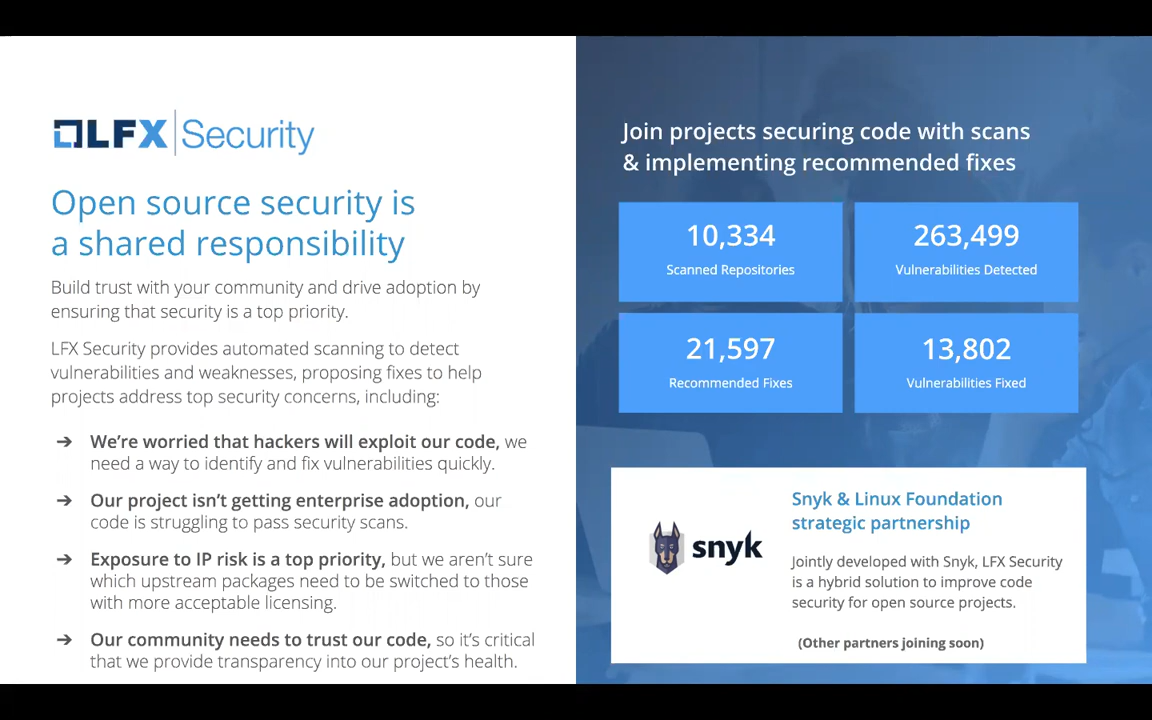 LFX Security
Open source security is
a shared responsibility
Build trust with your community and drive adoption by
ensuring that security is a top priority.
LFX Security provides automated scanning to detect
vulnerabilities and weaknesses, proposing fixes to help
projects address top security concerns, including:
➔ We’re worried that hackers will exploit our code, we
need a way to identify and fix vulnerabilities quickly.
➔ Our project isn’t getting enterprise adoption, our
code is struggling to pass security scans.
➔ Exposure to IP risk is a top priority, but we aren’t sure
which upstream packages need to be switched to those
with more acceptable licensing.
➔ Our community needs to trust our code, so it’s critical
that we provide transparency into our project’s health.
Join projects securing code with scans
& implementing recommended fixes
10,334
Scanned Repositories
263,499
Vulnerabilities Detected
21,597
Recommended Fixes
13,802
Vulnerabilities Fixed
snyk
Snyk & Linux Foundation
strategic partnership
Jointly developed with Snyk, LFX Security
is a hybrid solution to improve code
security for open source projects.
(Other partners joining soon)